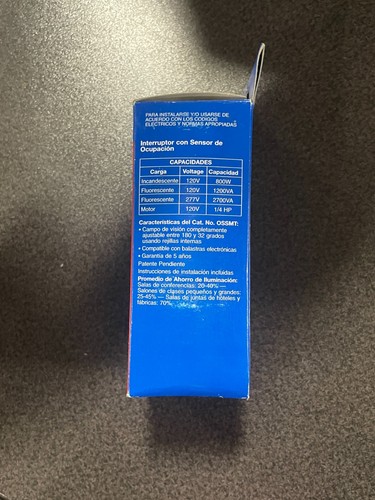 PARA INSTALARSE Y/O USARSE DE
ACUERDO CON LOS CODIGOS
ELECTRICOS Y NORMAS APROPIADAS
Interruptor con Sensor de
Ocupación
CAPACIDADES
Carga Voltage Capacidad
Incandescente 120V 800W
Fluorescente 120V 1200VA
Fluorescente 277V 2700VA
Motor 120V 1/4 HP
Características del Cat. No. OSSMT:
• Campo de visión completamente
ajustable entre 180 y 32 grados
usando rejillas internas
• Compatible con balastras electrónicas
• Garantía de 5 años
Patente Pendiente
Instrucciones de instalación incluidas
Promedio de Ahorro de Iluminación:
Salas de conferencias: 20-40% —
Salones de clases pequeños y grandes:
25-45% — Salas de juntas de hoteles y
fábricas: 70%